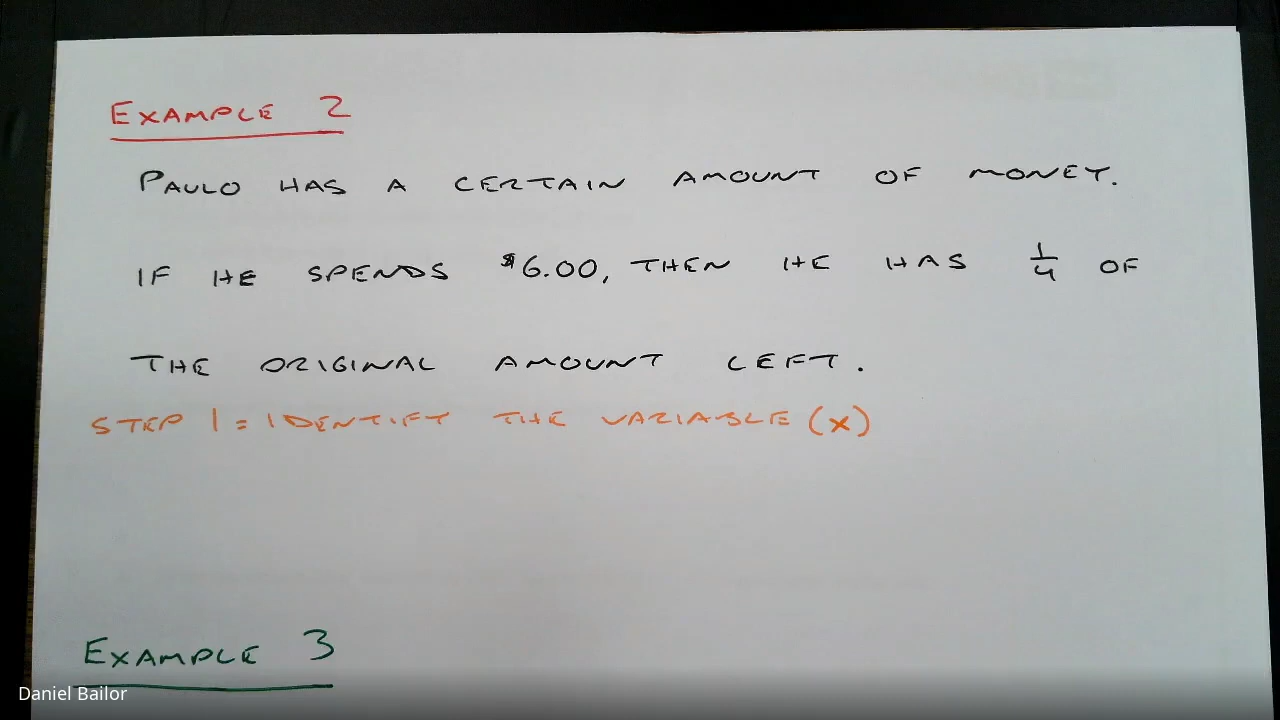 EXAMPLE 2
PAULO HAS A CERTAIN AMOUNT OF MONEY.
IF HE SPENDS $6.00, THEN HE HAS 1/4 OF
THE ORIGINAL AMOUNT LEFT.
STEP 1 = IDENTIFY THE VARIABLE (X)
EXAMPLE 3
Daniel Bailor